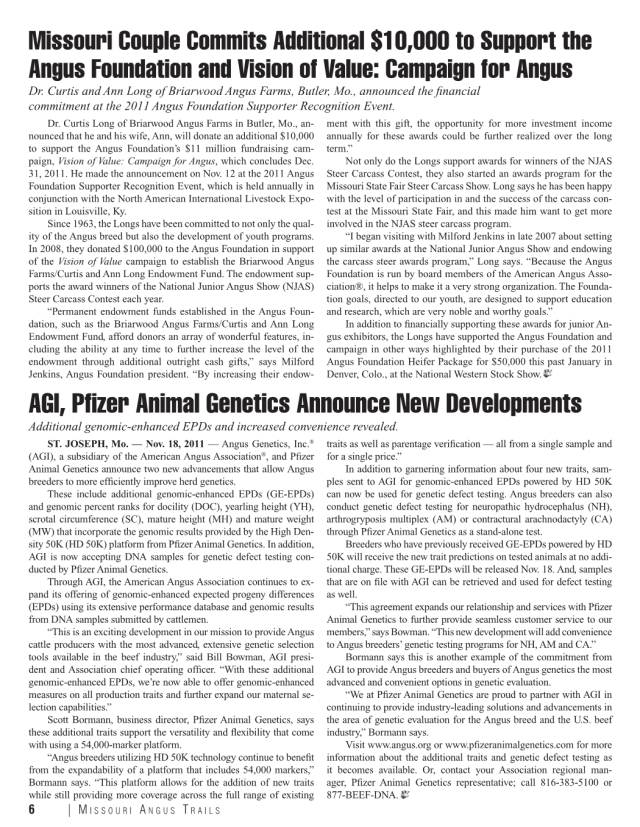 Missouri Couple Commits Additional $10,000 to Support the
Angus Foundation and Vision of Value: Campaign for Angus
Dr. Curtis and Ann Long of Briarwood Angus Farms, Butler, Mo., announced the financial
commitment at the 2011 Angus Foundation Supporter Recognition Event.
Dr. Curtis Long of Briarwood Angus Farms in Butler, Mo., an-
nounced that he and his wife, Ann, will donate an additional $10,000
to support the Angus Foundation’s $11 million fundraising cam-
paign, Vision of Value: Campaign for Angus, which concludes Dec.
31, 2011. He made the announcement on Nov. 12 at the 2011 Angus
Foundation Supporter Recognition Event, which is held annually in
conjunction with the North American International Livestock Expo-
sition in Louisville, Ky.
Since 1963, the Longs have been committed to not only the qual-
ity of the Angus breed but also the development of youth programs.
In 2008, they donated $100,000 to the Angus Foundation in support
of the Vision of Value campaign to establish the Briarwood Angus
Farms/Curtis and Ann Long Endowment Fund. The endowment sup-
ports the award winners of the National Junior Angus Show (NJAS)
Steer Carcass Contest each year.
“Permanent endowment funds established in the Angus Foun-
dation, such as the Briarwood Angus Farms/Curtis and Ann Long
Endowment Fund, afford donors an array of wonderful features, in-
cluding the ability at any time to further increase the level of the
endowment through additional outright cash gifts,” says Milford
Jenkins, Angus Foundation president. “By increasing their endow-
ment with this gift, the opportunity for more investment income
annually for these awards could be further realized over the long
term.”
Not only do the Longs support awards for winners of the NJAS
Steer Carcass Contest, they also started an awards program for the
Missouri State Fair Steer Carcass Show. Long says he has been happy
with the level of participation in and the success of the carcass con-
test at the Missouri State Fair, and this made him want to get more
involved in the NJAS steer carcass program.
“I began visiting with Milford Jenkins in late 2007 about setting
up similar awards at the National Junior Angus Show and endowing
the carcass steer awards program,” Long says. “Because the Angus
Foundation is run by board members of the American Angus Asso-
ciation®, it helps to make it a very strong organization. The Founda-
tion goals, directed to our youth, are designed to support education
and research, which are very noble and worthy goals.”
In addition to financially supporting these awards for junior An-
gus exhibitors, the Longs have supported the Angus Foundation and
campaign in other ways highlighted by their purchase of the 2011
Angus Foundation Heifer Package for $50,000 this past January in
Denver, Colo., at the National Western Stock Show.
AGI, Pfizer Animal Genetics Announce New Developments
Additional genomic-enhanced EPDs and increased convenience revealed.
ST. JOSEPH, Mo. — Nov. 18, 2011 — Angus Genetics, Inc.®
(AGI), a subsidiary of the American Angus Association®, and Pfizer
Animal Genetics announce two new advancements that allow Angus
breeders to more efficiently improve herd genetics.
These include additional genomic-enhanced EPDs (GE-EPDs)
and genomic percent ranks for docility (DOC), yearling height (YH),
scrotal circumference (SC), mature height (MH) and mature weight
(MW) that incorporate the genomic results provided by the High Den-
sity 50K (HD 50K) platform from Pfizer Animal Genetics. In addition,
AGI is now accepting DNA samples for genetic defect testing con-
ducted by Pfizer Animal Genetics.
Through AGI, the American Angus Association continues to ex-
pand its offering of genomic-enhanced expected progeny differences
(EPDs) using its extensive performance database and genomic results
from DNA samples submitted by cattlemen.
“This is an exciting development in our mission to provide Angus
cattle producers with the most advanced, extensive genetic selection
tools available in the beef industry,” said Bill Bowman, AGI presi-
dent and Association chief operating officer. “With these additional
genomic-enhanced EPDs, we’re now able to offer genomic-enhanced
measures on all production traits and further expand our maternal se-
lection capabilities.”
Scott Bormann, business director, Pfizer Animal Genetics, says
these additional traits support the versatility and flexibility that come
with using a 54,000-marker platform.
“Angus breeders utilizing HD 50K technology continue to benefit
from the expandability of a platform that includes 54,000 markers,”
Bormann says. “This platform allows for the addition of new traits
while still providing more coverage across the full range of existing
traits as well as parentage verification — all from a single sample and
for a single price.”
In addition to garnering information about four new traits, sam-
ples sent to AGI for genomic-enhanced EPDs powered by HD 50K
can now be used for genetic defect testing. Angus breeders can also
conduct genetic defect testing for neuropathic hydrocephalus (NH),
arthrogryposis multiplex (AM) or contractural arachnodactyly (CA)
through Pfizer Animal Genetics as a stand-alone test.
Breeders who have previously received GE-EPDs powered by HD
50K will receive the new trait predictions on tested animals at no addi-
tional charge. These GE-EPDs will be released Nov. 18. And, samples
that are on file with AGI can be retrieved and used for defect testing
as well.
“This agreement expands our relationship and services with Pfizer
Animal Genetics to further provide seamless customer service to our
members,” says Bowman. “This new development will add convenience
to Angus breeders’ genetic testing programs for NH, AM and CA.”
Bormann says this is another example of the commitment from
AGI to provide Angus breeders and buyers of Angus genetics the most
advanced and convenient options in genetic evaluation.
“We at Pfizer Animal Genetics are proud to partner with AGI in
continuing to provide industry-leading solutions and advancements in
the area of genetic evaluation for the Angus breed and the U.S. beef
industry,” Bormann says.
Visit www.angus.org or www.pfizeranimalgenetics.com for more
information about the additional traits and genetic defect testing as
it becomes available. Or, contact your Association regional man-
ager, Pfizer Animal Genetics representative; call 816-383-5100 or
877-BEEF-DNA.
6 | Missouri Angus Trails